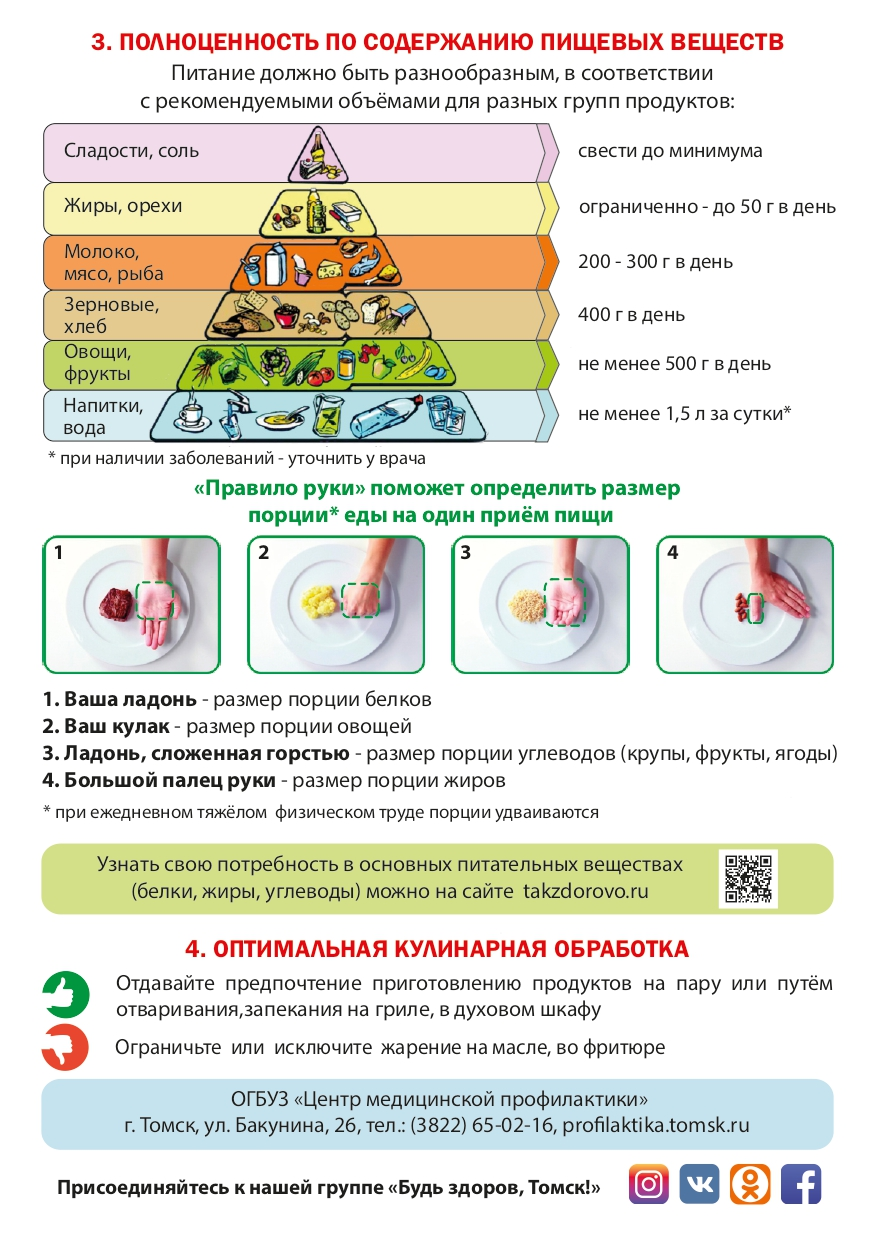 3. ПОЛНОЦЕННОСТЬ ПО СОДЕРЖАНИЮ ПИЩЕВЫХ ВЕЩЕСТВ
Питание должно быть разнообразным, в соответствии
с рекомендуемыми объёмами для разных групп продуктов:
Сладости, соль
свести до минимума
Жиры, орехи
ограниченно - до 50 г в день
Молоко,
мясо, рыба
200 - 300 г в день
Зерновые,
хлеб
400 г в день
Овощи,
фрукты
не менее 500 г в день
Напитки,
вода
не менее 1,5 л за сутки*
* при наличии заболеваний - уточнить у врача
«Правило руки» поможет определить размер
порции* еды на один приём пищи
1
2
3
4
1. Ваша ладонь - размер порции белков
2. Ваш кулак - размер порции овощей
3. Ладонь, сложенная горстью - размер порции углеводов (крупы, фрукты, ягоды)
4. Большой палец руки - размер порции жиров
* при ежедневном тяжёлом физическом труде порции удваиваются
Узнать свою потребность в основных питательных веществах
(белки, жиры, углеводы) можно на сайте takzdorovo.ru
4. ОПТИМАЛЬНАЯ КУЛИНАРНАЯ ОБРАБОТКА
Отдавайте предпочтение приготовлению продуктов на пару или путём
отваривания,запекания на гриле, в духовом шкафу
Ограничьте или исключите жарение на масле, во фритюре
ОГБУЗ «Центр медицинской профилактики»
г. Томск, ул. Бакунина, 26, тел.: (3822) 65-02-16, profilaktika.tomsk.ru
Присоединяйтесь к нашей группе «Будь здоров, Томск!»